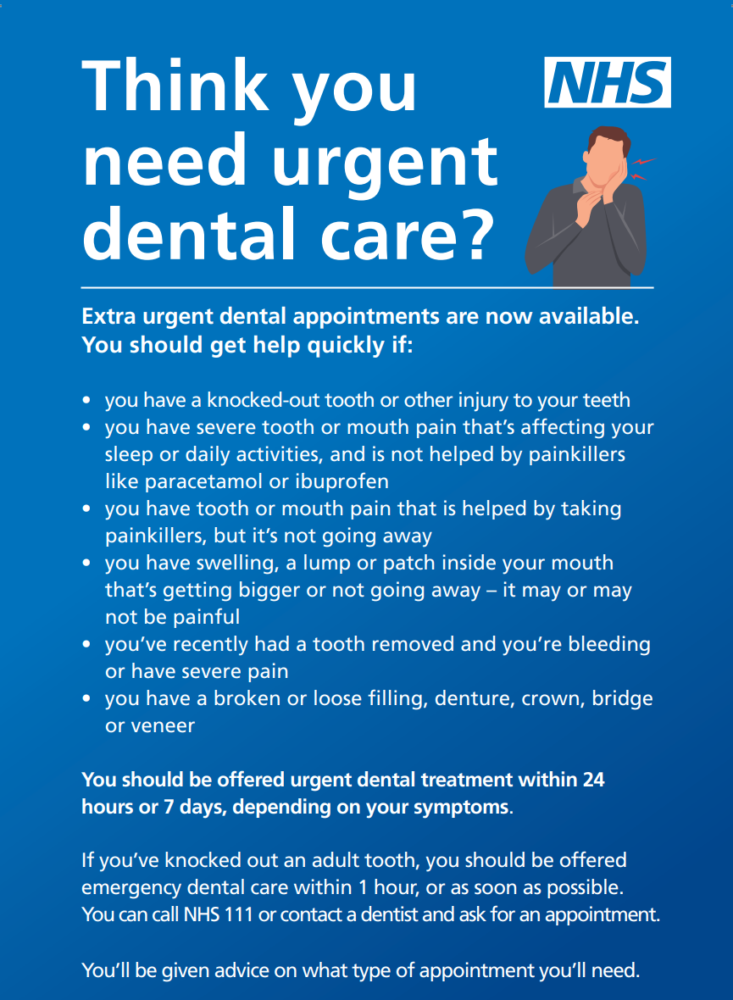 Think you
NHS
need urgent
dental care?
Extra urgent dental appointments are now available.
You should get help quickly if:
• you have a knocked-out tooth or other injury to your teeth
• you have severe tooth or mouth pain that’s affecting your
sleep or daily activities, and is not helped by painkillers
like paracetamol or ibuprofen
• you have tooth or mouth pain that is helped by taking
painkillers, but it’s not going away
• you have swelling, a lump or patch inside your mouth
that’s getting bigger or not going away – it may or may
not be painful
• you’ve recently had a tooth removed and you’re bleeding
or have severe pain
• you have a broken or loose filling, denture, crown, bridge
or veneer
You should be offered urgent dental treatment within 24
hours or 7 days, depending on your symptoms.
If you’ve knocked out an adult tooth, you should be offered
emergency dental care within 1 hour, or as soon as possible.
You can call NHS 111 or contact a dentist and ask for an appointment.
You’ll be given advice on what type of appointment you’ll need.